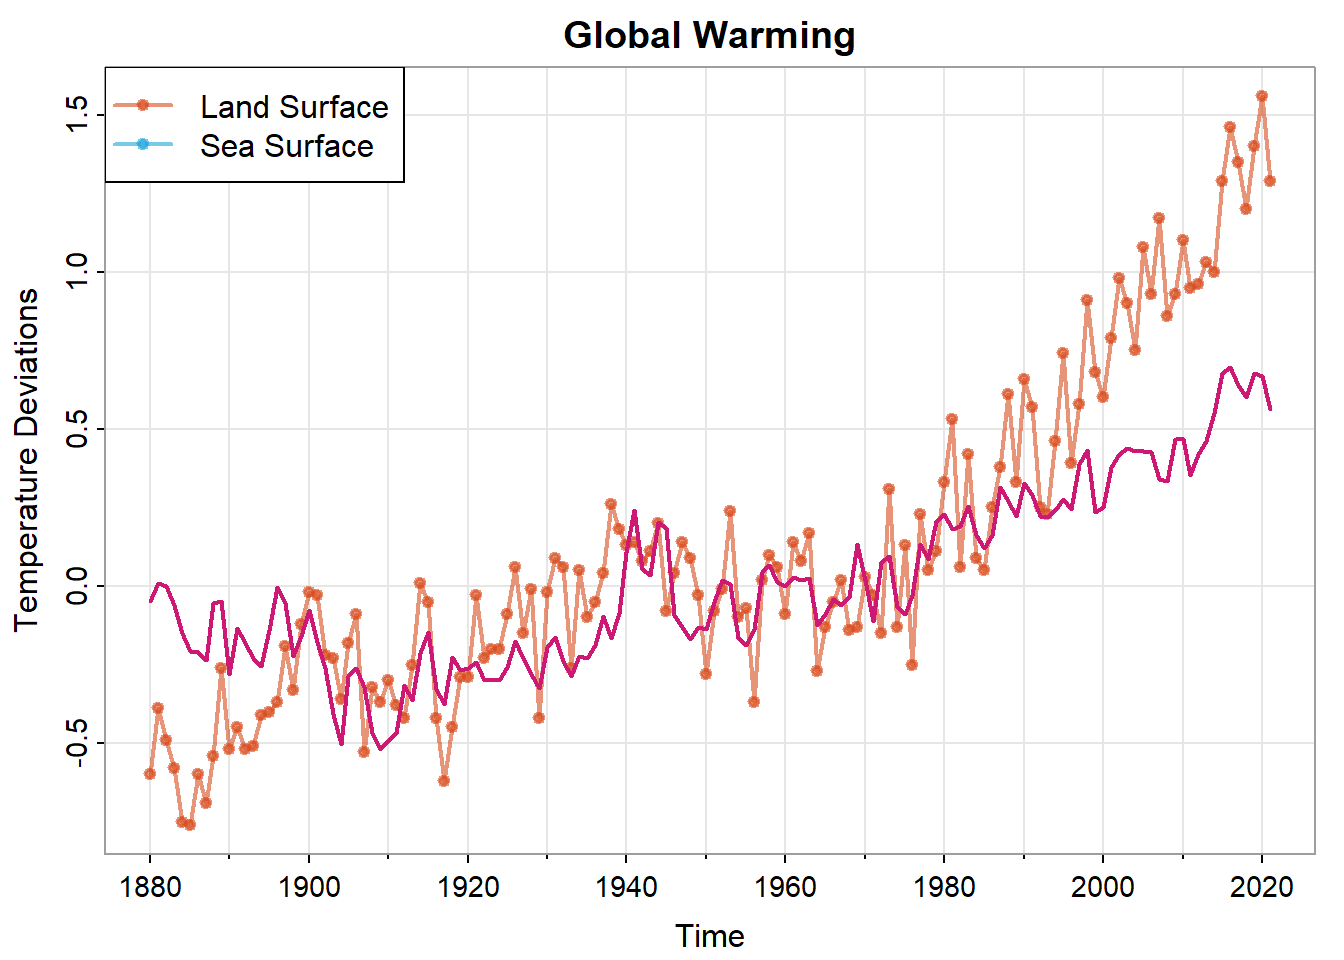 Global Warming
Land Surface
Sea Surface
Temperature Deviations
1.5
1.0
0.5
0.0
-0.5
1880 1900 1920 1940 1960 1980 2000 2020
Time